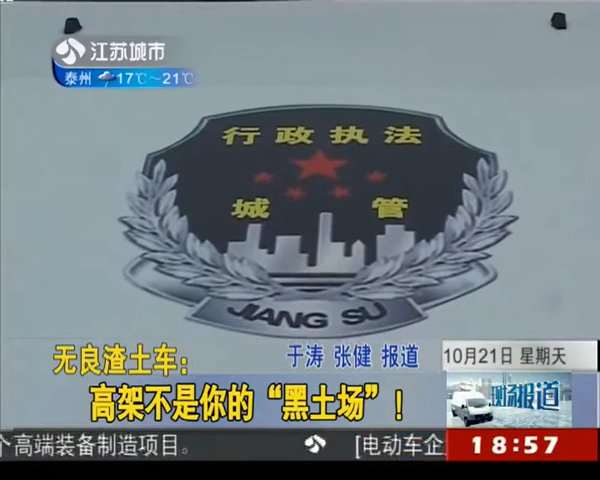 江苏城市
泰州 17℃~21℃
行政执法
城 管
JIANG SU
无良渣土车：
于涛 张健 报道
10月21日 星期天
高架不是你的“黑土场”！
现场报道
个高端装备制造项目。 [电动车企
18:57